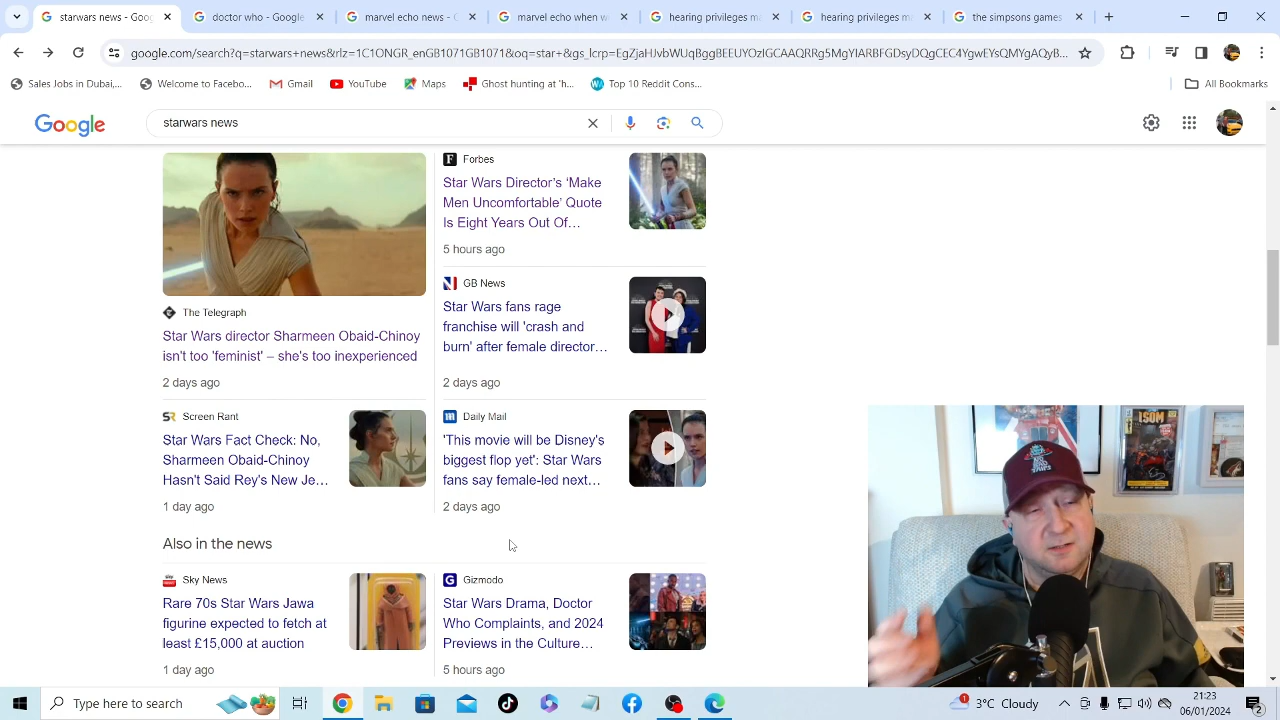 starwars news - Goo
doctor who news -
marvel echo news -
marvel echo when w
hearing privileges ma
hearing privileges ma
the simpsons games
google.com/search?q=starwars+news&rlz=1C1ONGR_enGB1071GB1071&oq=star+&gs_lcrp=
Sales Jobs in Dubai,...
Welcome to Facebo...
Gmail
YouTube
Maps
Ghost hunting at 'h...
Top 10 Reddit Cons...
All Bookmarks
Google
starwars news
Star Wars director Sharmeen Obaid-Chinoy
isn't too 'feminist' – she's too inexperienced
2 days ago
Forbes
Star Wars Director's 'Make
Men Uncomfortable' Quote
Is Eight Years Out Of...
5 hours ago
GB News
Star Wars fans rage
franchise will 'crash and
burn' after female director...
2 days ago
Screen Rant
Star Wars Fact Check: No,
Sharmeen Obaid-Chinoy
Hasn't Said Rey's New Je...
1 day ago
Daily Mail
'This movie will be Disney's
biggest flop yet': Star Wars
fans say female-led next...
2 days ago
Also in the news
Sky News
Rare 70s Star Wars Jawa
figurine expected to fetch at
least £15,000 at auction
1 day ago
Gizmodo
Star Wars Drama, Doctor
Who Complaints and 2024
Previews in the Culture...
5 hours ago
ISOM
Type here to search
1
3°C Cloudy
21:23
06/01/2024
2